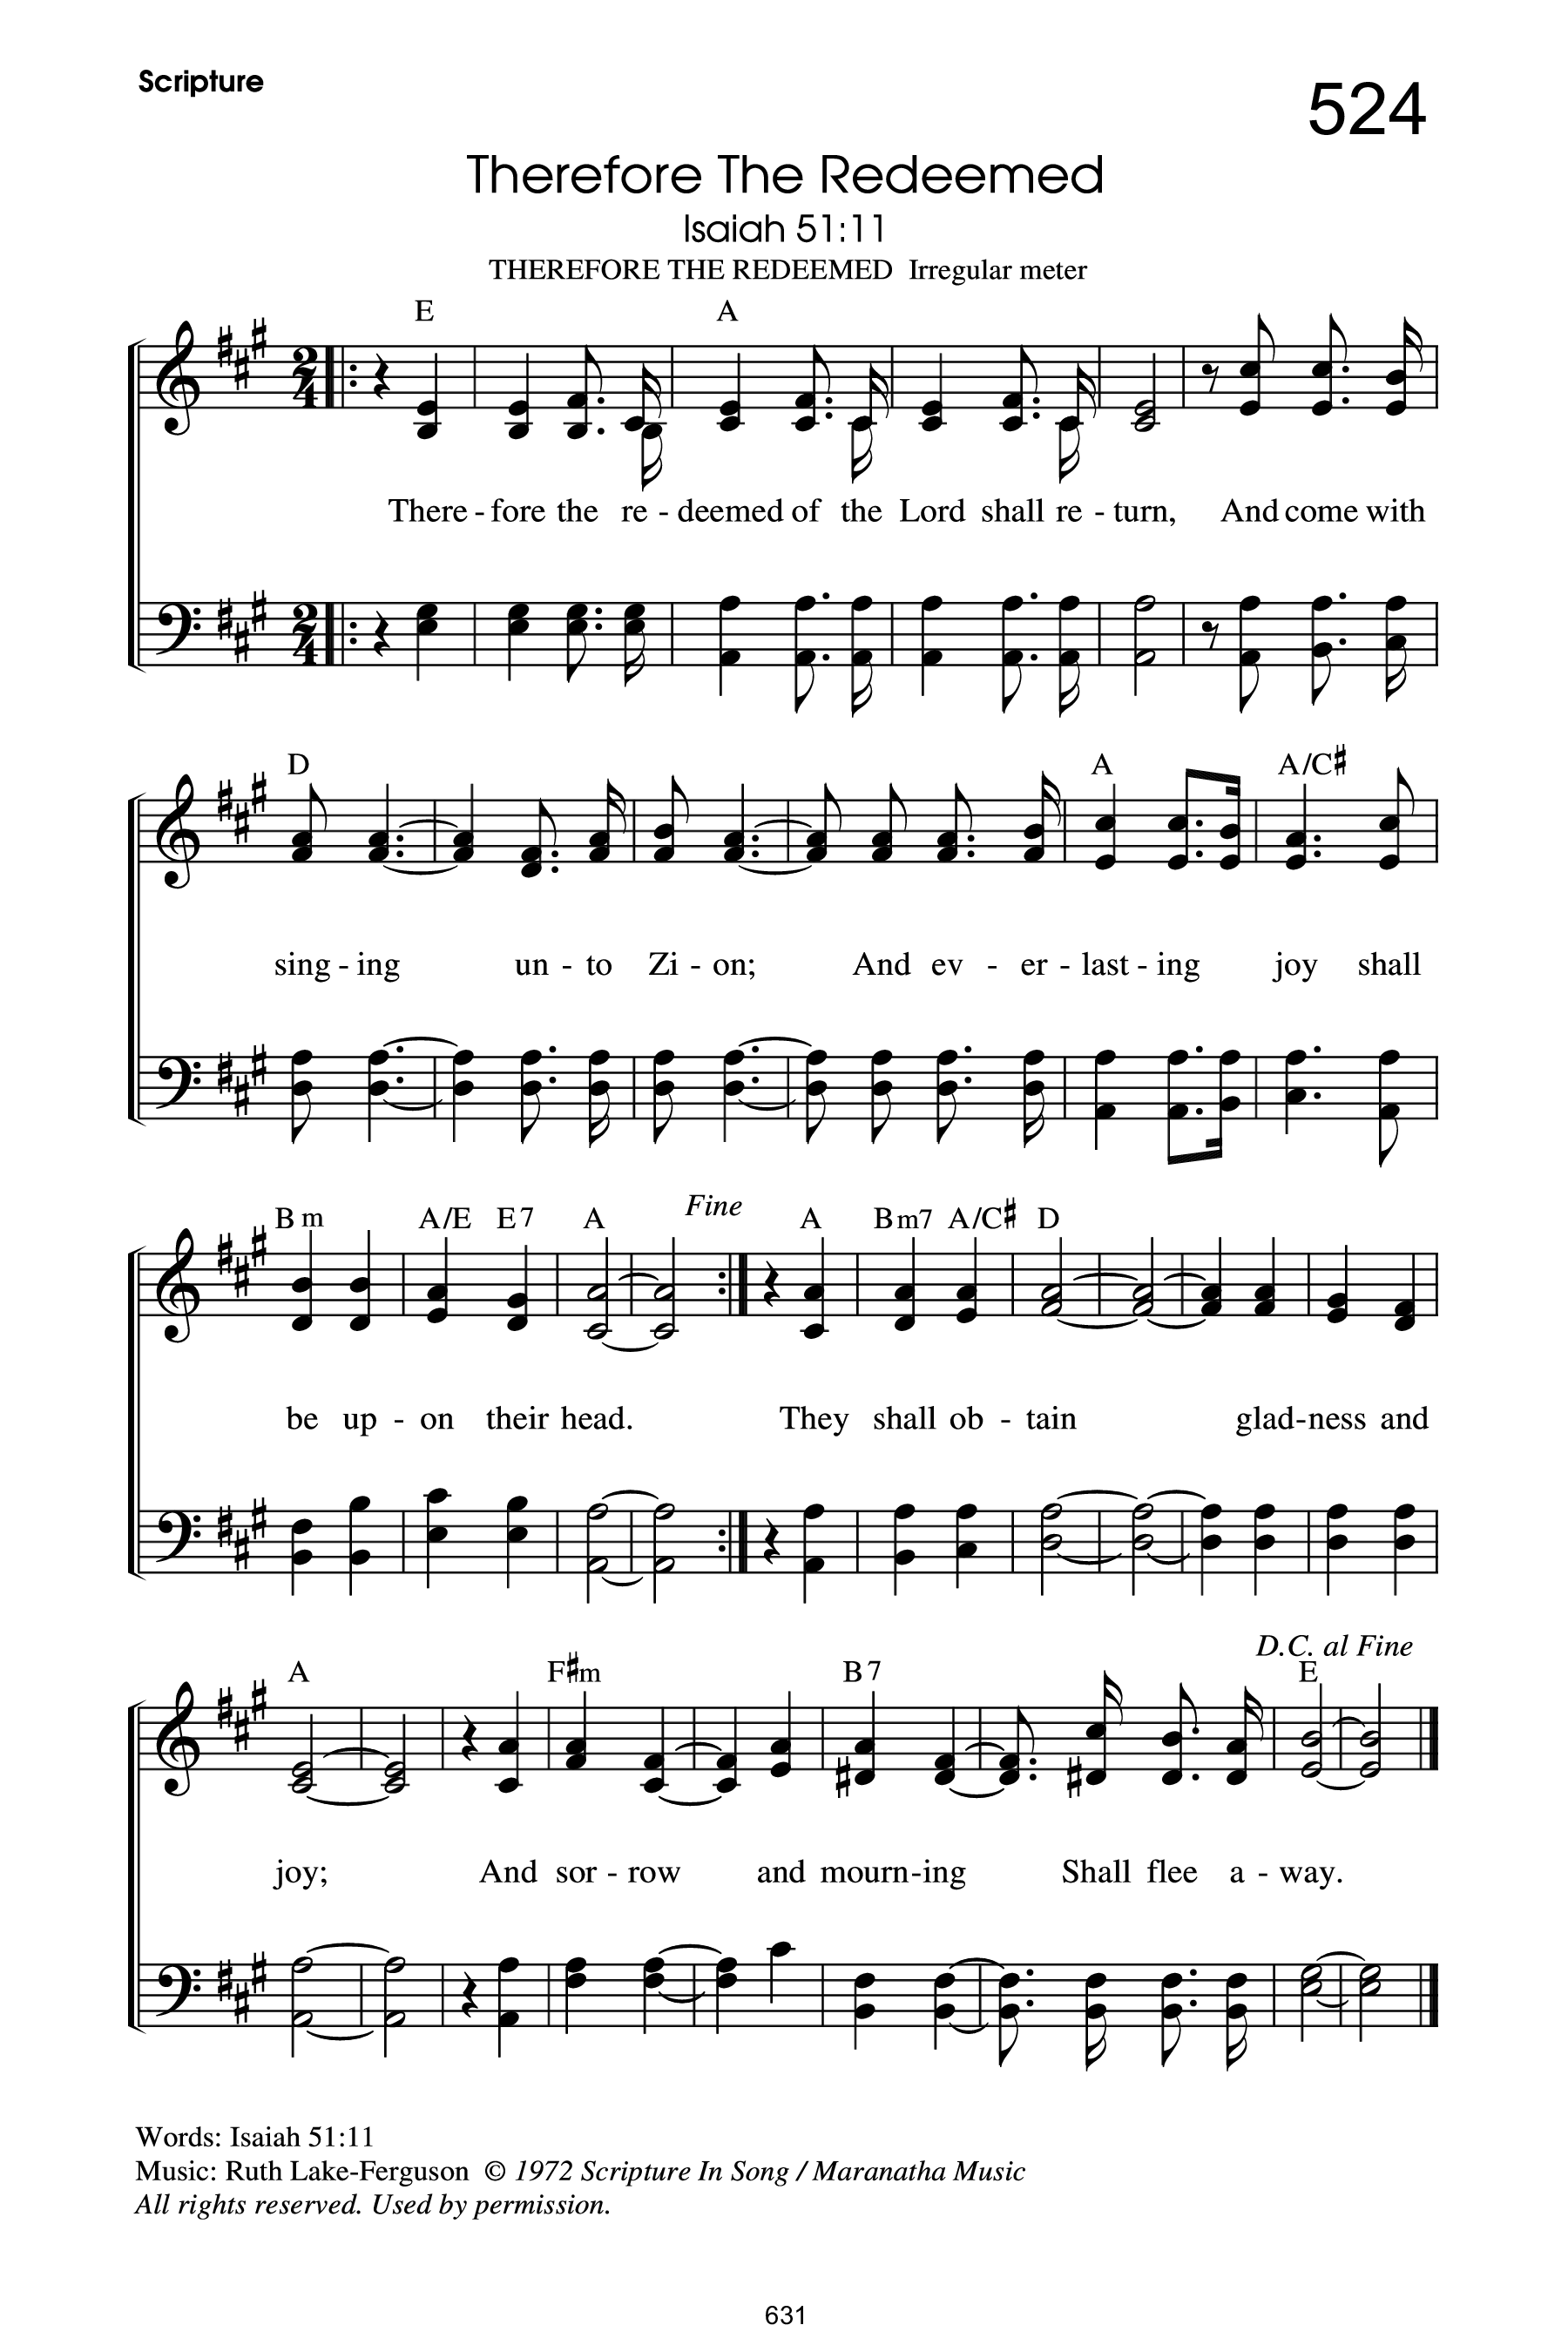 Scripture
524
Therefore The Redeemed
Isaiah 51:11
THEREFORE THE REDEEMED Irregular meter
E A
There - fore the re - deemed of the Lord shall re - turn, And come with
D A A/C♯
sing - ing un - to Zi - on; And ev - er - last - ing joy shall
Fine
Bm A/E E7 A A Bm7 A/C♯ D
be up - on their head. They shall ob - tain glad - ness and
D.C. al Fine
A F♯m B7 E
joy; And sor - row and mourn - ing Shall flee a - way.
Words: Isaiah 51:11
Music: Ruth Lake-Ferguson © 1972 Scripture In Song / Maranatha Music
All rights reserved. Used by permission.
631